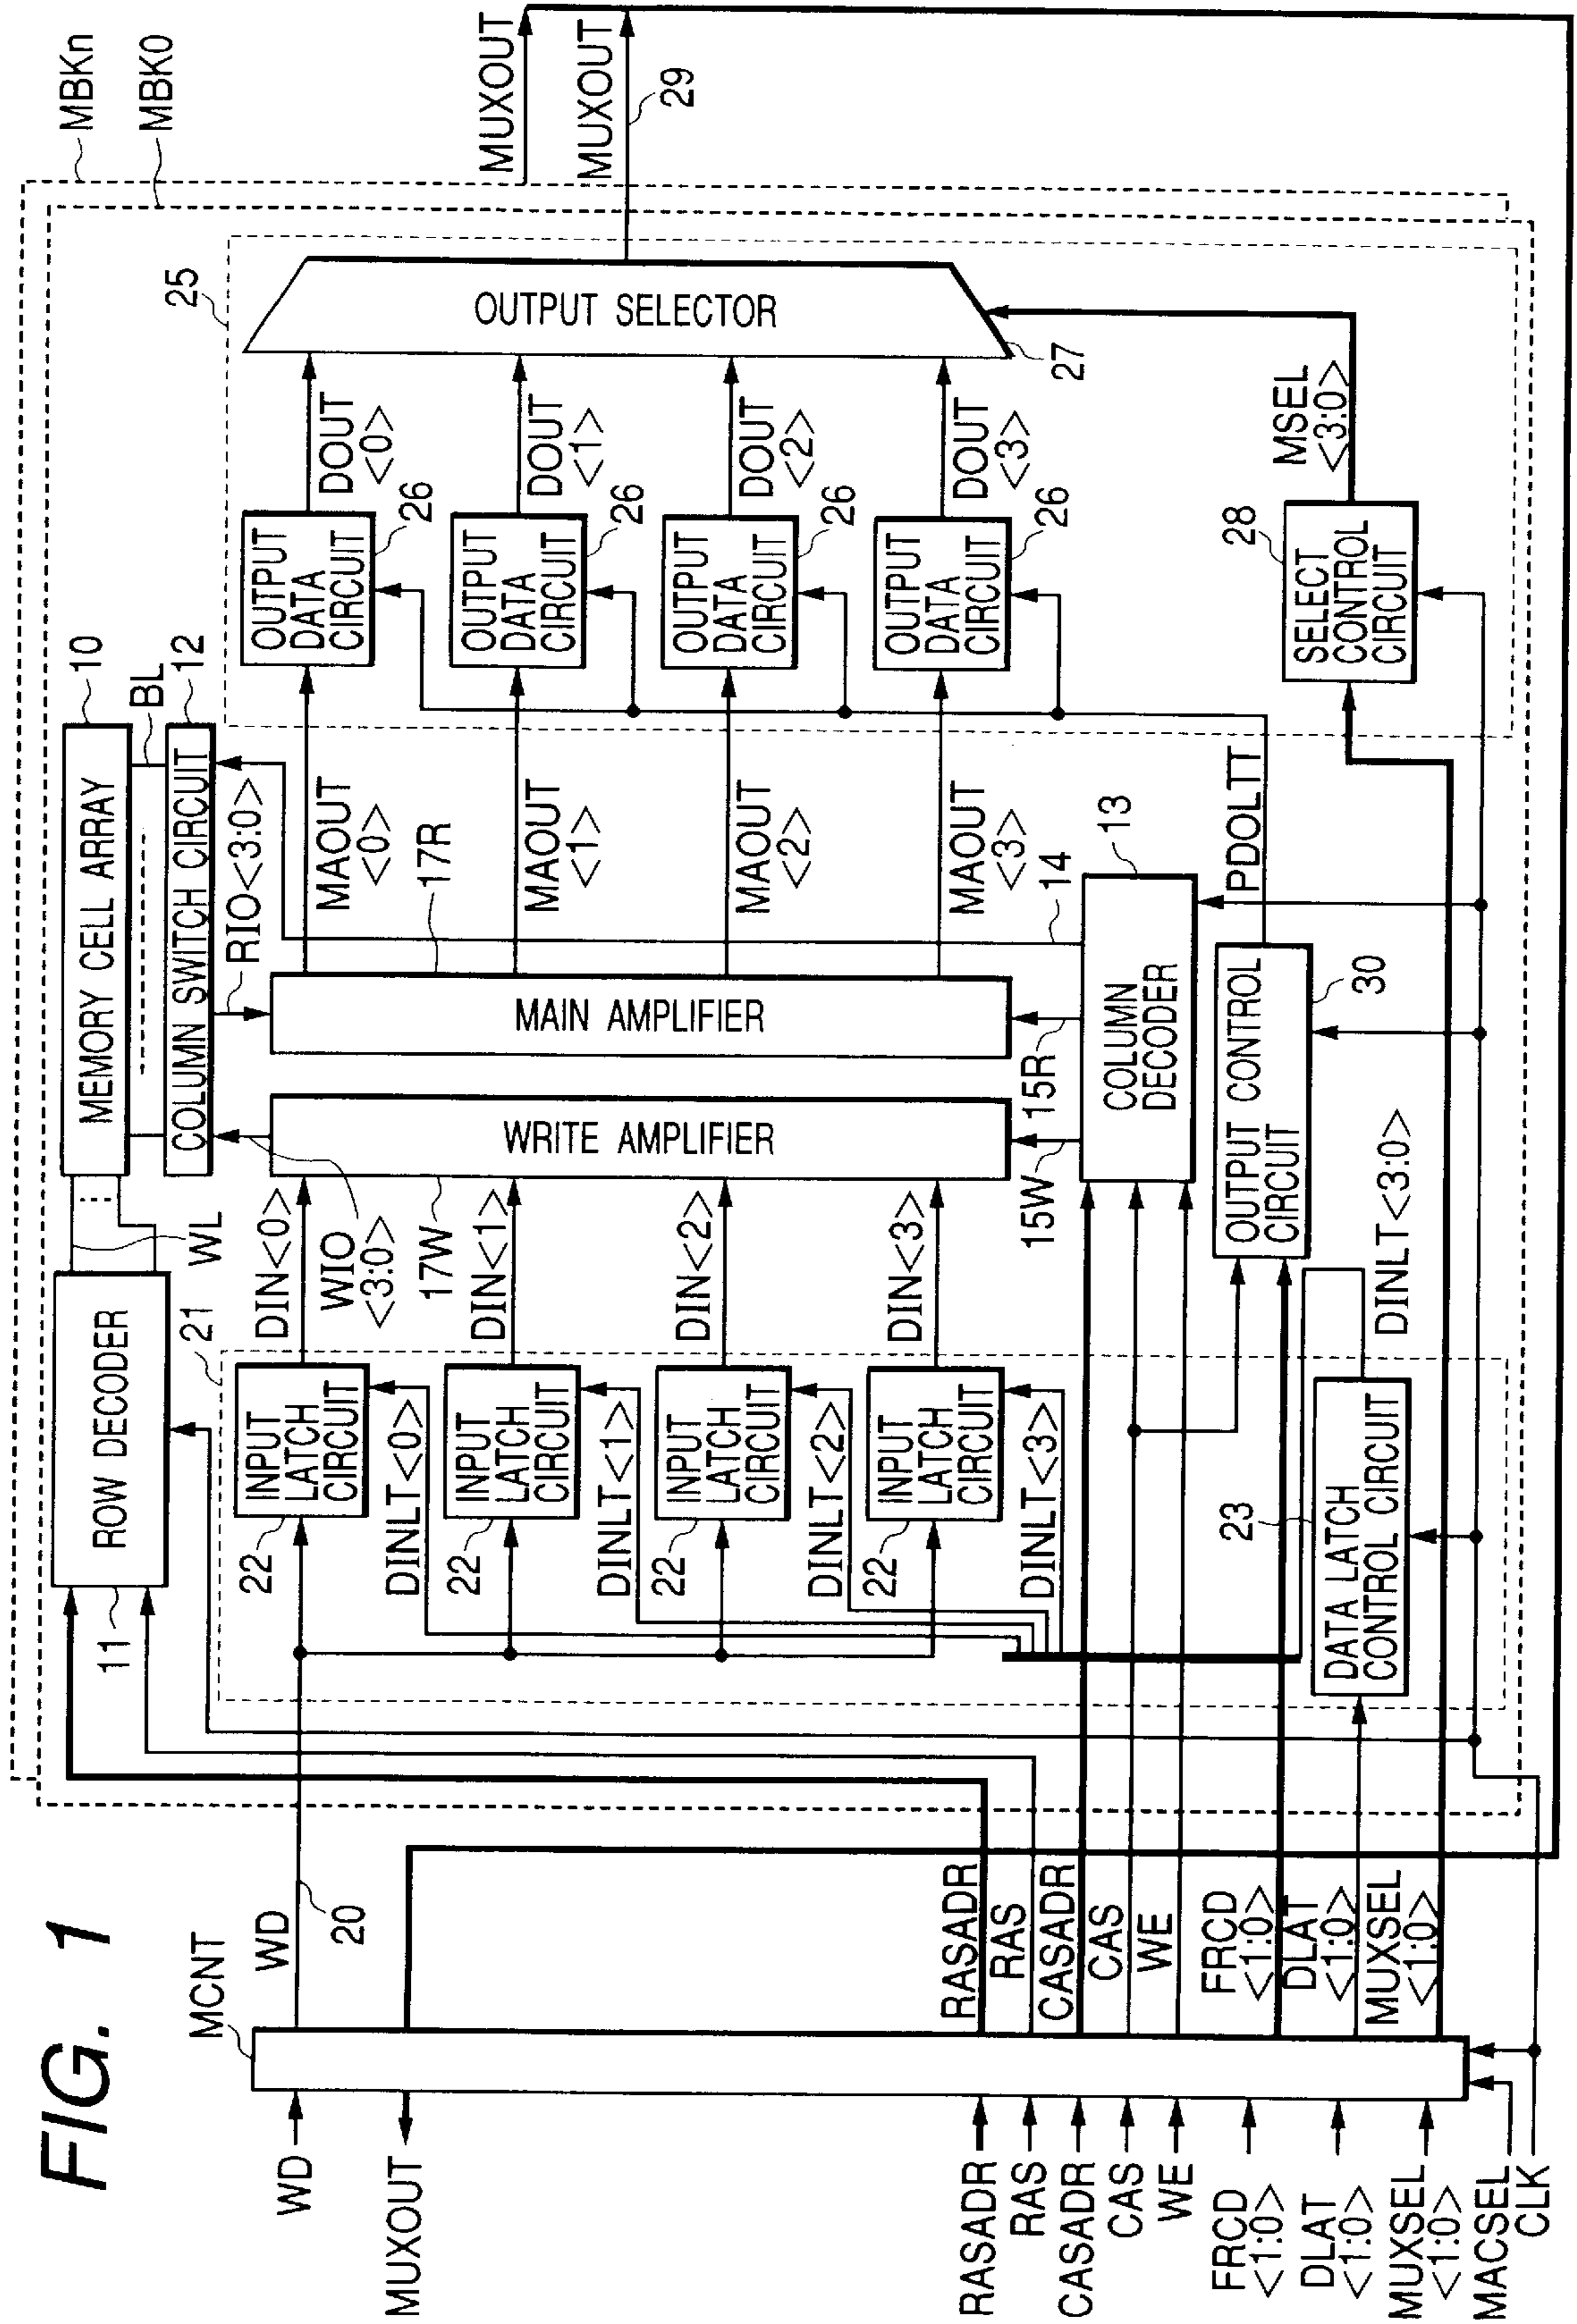 FIG. 1
MBKn
MBK0
MUXOUT
MUXOUT
29
25
OUTPUT SELECTOR
27
DOUT
<0>
DOUT
<1>
DOUT
<2>
DOUT
<3>
MSEL
<3:0>
OUTPUT
DATA
CIRCUIT
26
OUTPUT
DATA
CIRCUIT
26
OUTPUT
DATA
CIRCUIT
26
OUTPUT
DATA
CIRCUIT
26
28
SELECT
CONTROL
CIRCUIT
10
MEMORY CELL ARRAY
BL
12
COLUMN SWITCH CIRCUIT
RIO<3:0>
MAOUT
<0>
17R
MAOUT
<1>
MAOUT
<2>
MAOUT
<3>
14
13
PDOLTT
MAIN AMPLIFIER
15R
COLUMN
DECODER
30
OUTPUT CONTROL
CIRCUIT
WRITE AMPLIFIER
15W
17W
WL
WIO
<3:0>
DIN<0>
DIN<1>
DIN<2>
DIN<3>
DINLT<3:0>
ROW DECODER
11
21
INPUT
LATCH
CIRCUIT
22
DINLT<0>
INPUT
LATCH
CIRCUIT
22
DINLT<1>
INPUT
LATCH
CIRCUIT
22
DINLT<2>
INPUT
LATCH
CIRCUIT
22
DINLT<3>
23
DATA LATCH
CONTROL CIRCUIT
MCNT
WD
20
RASADR
RAS
CASADR
CAS
WE
FRCD
<1:0>
DLAT
<1:0>
MUXSEL
<1:0>
WD
MUXOUT
RASADR
RAS
CASADR
CAS
WE
FRCD
<1:0>
DLAT
<1:0>
MUXSEL
<1:0>
MACSEL
CLK